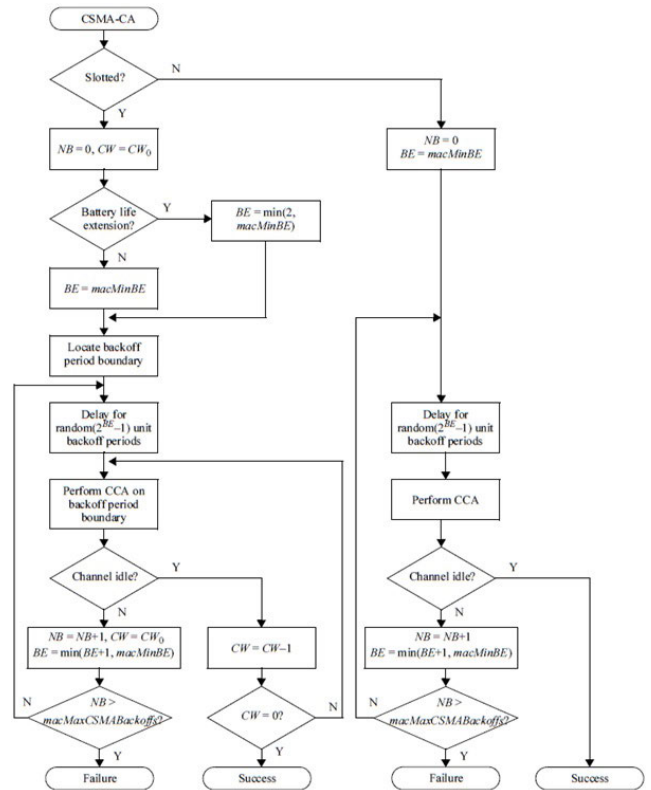 CSMA-CA
Slotted?
N
Y
NB = 0, CW = CW0
NB = 0
BE = macMinBE
Battery life
extension?
Y
BE = min(2,
macMinBE)
N
BE = macMinBE
Locate backoff
period boundary
Delay for
random(2^BE–1) unit
backoff periods
Delay for
random(2^BE–1) unit
backoff periods
Perform CCA on
backoff period
boundary
Perform CCA
Channel idle?
Y
N
Channel idle?
Y
N
NB = NB+1, CW = CW0
BE = min(BE+1, macMinBE)
CW = CW–1
NB = NB+1
BE = min(BE+1, macMinBE)
N
NB >
macMaxCSMABackoffs?
Y
CW = 0?
N
Y
N
NB >
macMaxCSMABackoffs?
Y
Failure
Success
Failure
Success